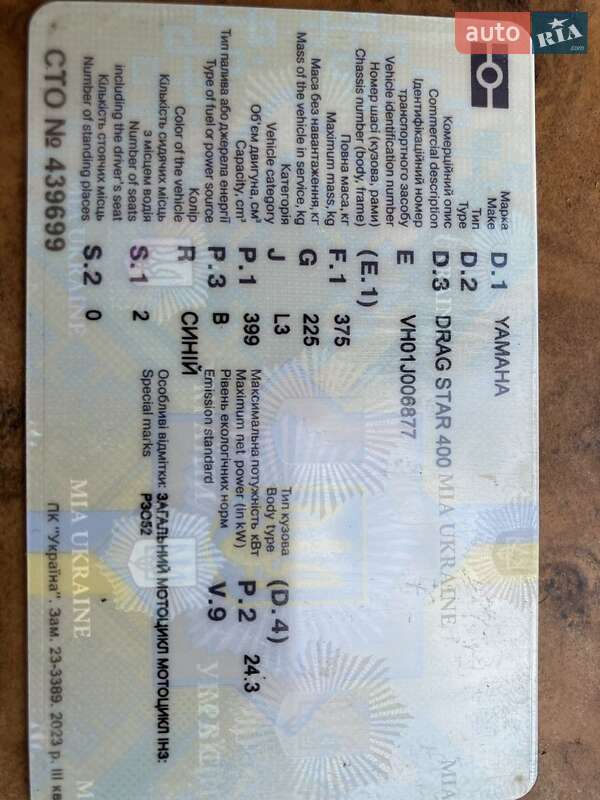 auto RIA .com
Марка D.1 YAMAHA
Make
Тип D.2
Type
Комерційний опис D.3 DRAG STAR 400
Commercial description
Ідентифікаційний номер E VH01J006877
транспортного засобу
Vehicle identification number
Номер шасі (кузова, рами) (E.1)
Chassis number (body, frame)
Повна маса, кг F.1 375
Maximum mass, kg
Маса без навантаження, кг G 225
Mass of the vehicle in service, kg
Категорія J L3 Тип кузова (D.4)
Vehicle category Body type
Об'єм двигуна, см³ P.1 399 Максимальна потужність кВт P.2 24.3
Capacity, cm³ Maximum net power (in kW)
Тип палива або джерела енергії P.3 B Рівень екологічних норм V.9
Type of fuel or power source Emission standard
Колір R СИНІЙ
Color of the vehicle
Кількість сидячих місць S.1 2 Особливі відмітки: ЗАГАЛЬНИЙ МОТОЦИКЛ МОТОЦИКЛ ІНЗ:
з місцем водія Special marks РЗО52
Number of seats
including the driver's seat
Кількість стоячих місць S.2 0
Number of standing places
СТО № 439699
ПК "Україна". Зам. 23-3389. 2023 р. III кв
MIA UKRAINE
MIA UKRAINE
MIA UKRAINE